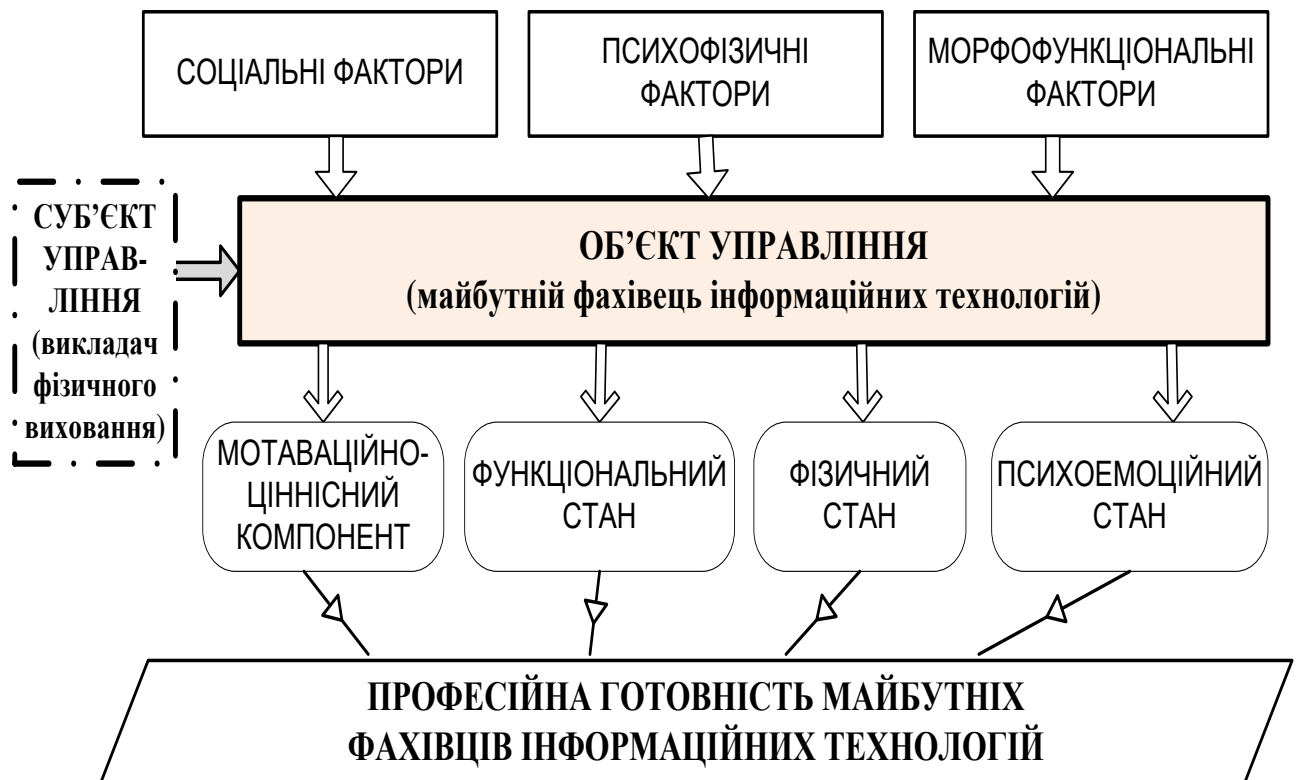 СОЦІАЛЬНІ ФАКТОРИ
ПСИХОФІЗИЧНІ
ФАКТОРИ
МОРФОФУНКЦІОНАЛЬНІ
ФАКТОРИ
СУБ’ЄКТ
УПРАВ-
ЛІННЯ
(викладач
фізичного
виховання)
ОБ’ЄКТ УПРАВЛІННЯ
(майбутній фахівець інформаційних технологій)
МОТАВАЦІЙНО-
ЦІННІСНИЙ
КОМПОНЕНТ
ФУНКЦІОНАЛЬНИЙ
СТАН
ФІЗИЧНИЙ
СТАН
ПСИХОЕМОЦІЙНИЙ
СТАН
ПРОФЕСІЙНА ГОТОВНІСТЬ МАЙБУТНІХ
ФАХІВЦІВ ІНФОРМАЦІЙНИХ ТЕХНОЛОГІЙ